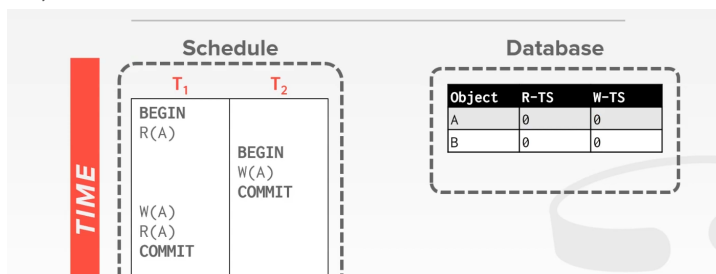 Schedule
Database
TIME
T1
T2
BEGIN
R(A)
BEGIN
W(A)
COMMIT
W(A)
R(A)
COMMIT
Object R-TS W-TS
A 0 0
B 0 0